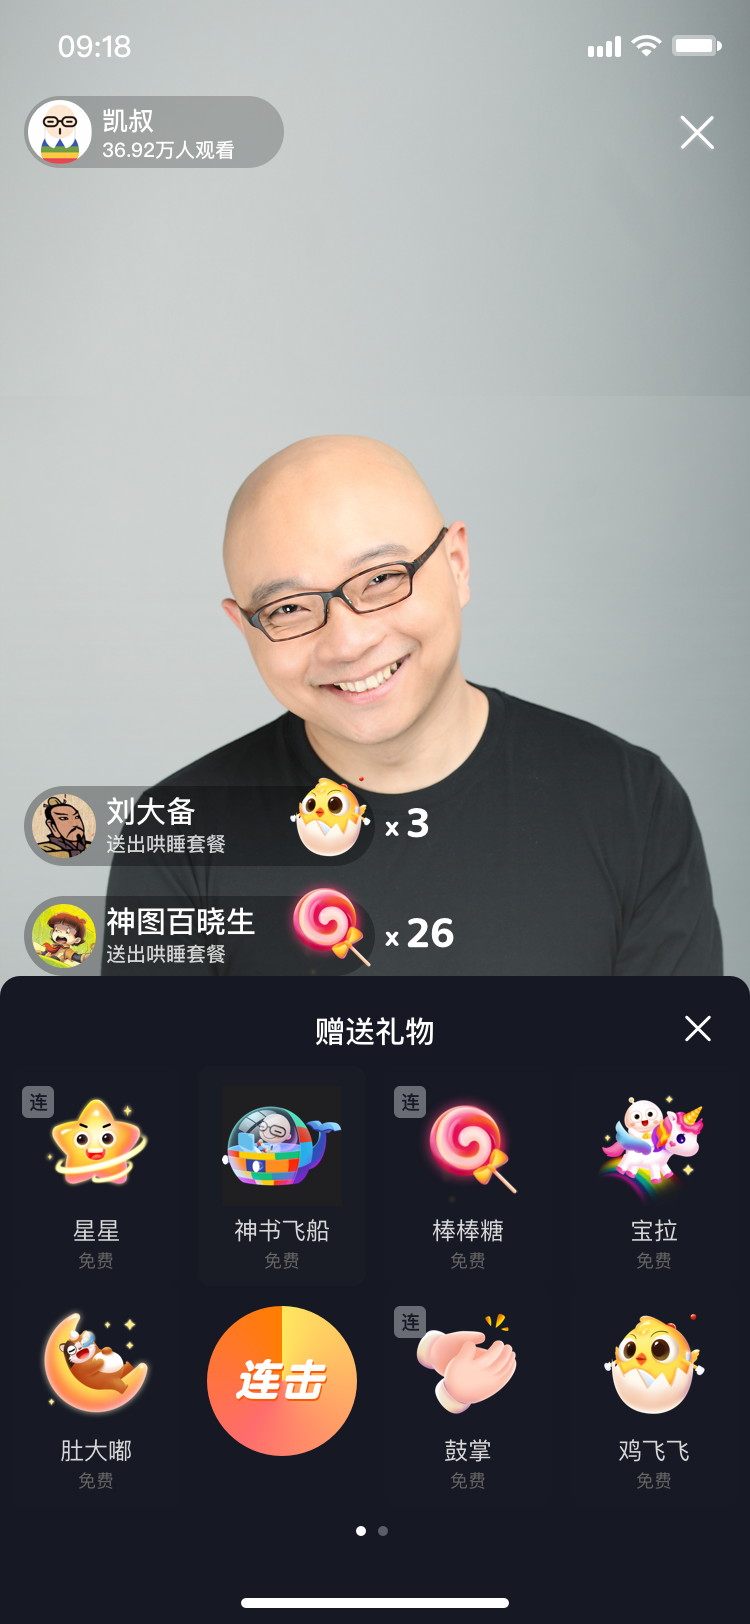 09:18
凯叔
36.92万人观看
刘大备
送出哄睡套餐
x 3
神图百晓生
送出哄睡套餐
x 26
赠送礼物
连
连
星星
神书飞船
棒棒糖
宝拉
免费
免费
免费
免费
连击
连
肚大嘟
鼓掌
鸡飞飞
免费
免费
免费